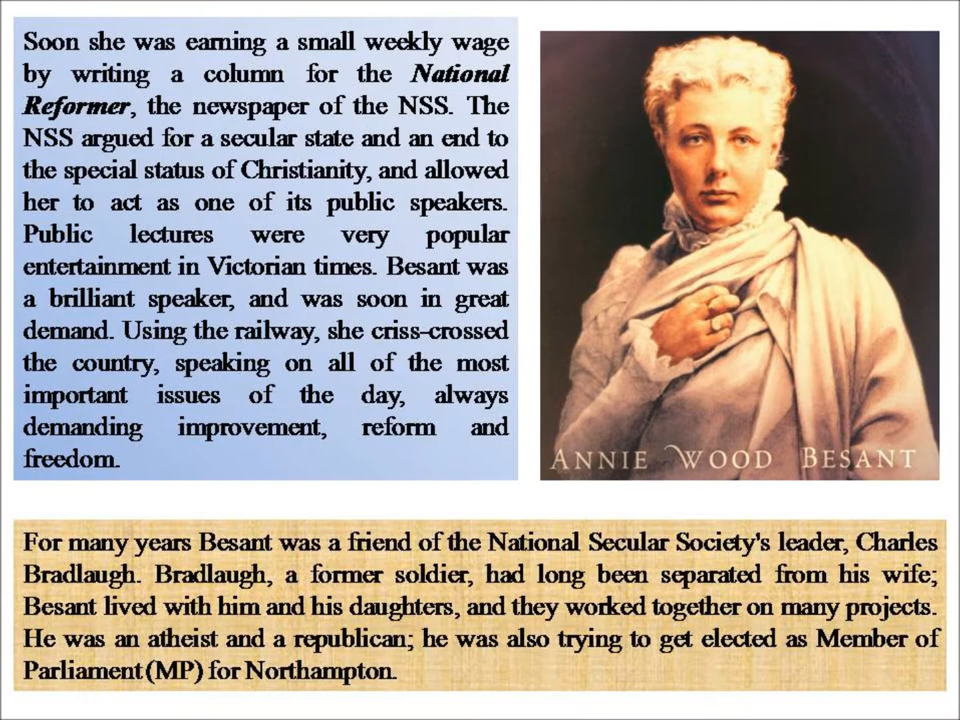 Soon she was earning a small weekly wage
by writing a column for the National
Reformer, the newspaper of the NSS. The
NSS argued for a secular state and an end to
the special status of Christianity, and allowed
her to act as one of its public speakers.
Public lectures were very popular
entertainment in Victorian times. Besant was
a brilliant speaker, and was soon in great
demand. Using the railway, she criss-crossed
the country, speaking on all of the most
important issues of the day, always
demanding improvement, reform and
freedom.
ANNIE WOOD BESANT
For many years Besant was a friend of the National Secular Society's leader, Charles
Bradlaugh. Bradlaugh, a former soldier, had long been separated from his wife;
Besant lived with him and his daughters, and they worked together on many projects.
He was an atheist and a republican; he was also trying to get elected as Member of
Parliament (MP) for Northampton.